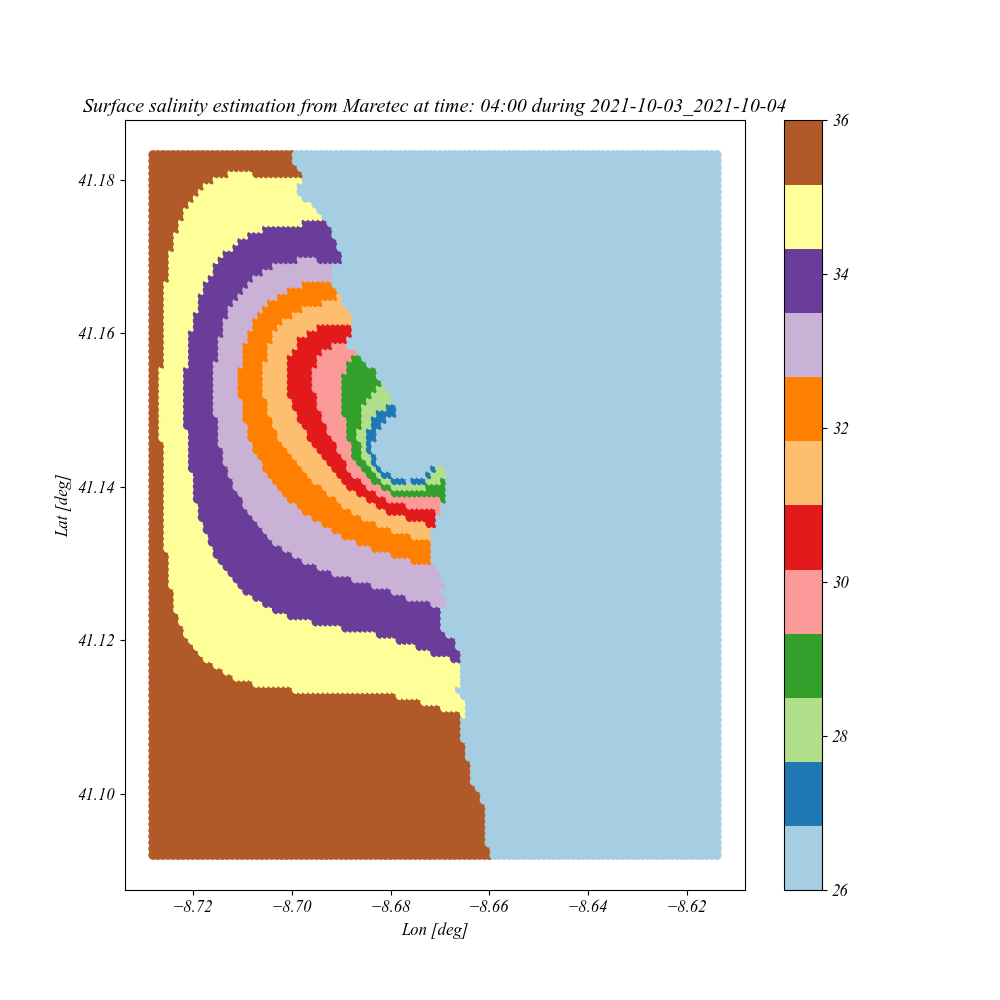 Surface salinity estimation from Maretec at time: 04:00 during 2021-10-03_2021-10-04
36
41.18
34
41.16
32
Lat [deg]
41.14
30
41.12
28
41.10
26
−8.72 −8.70 −8.68 −8.66 −8.64 −8.62
Lon [deg]